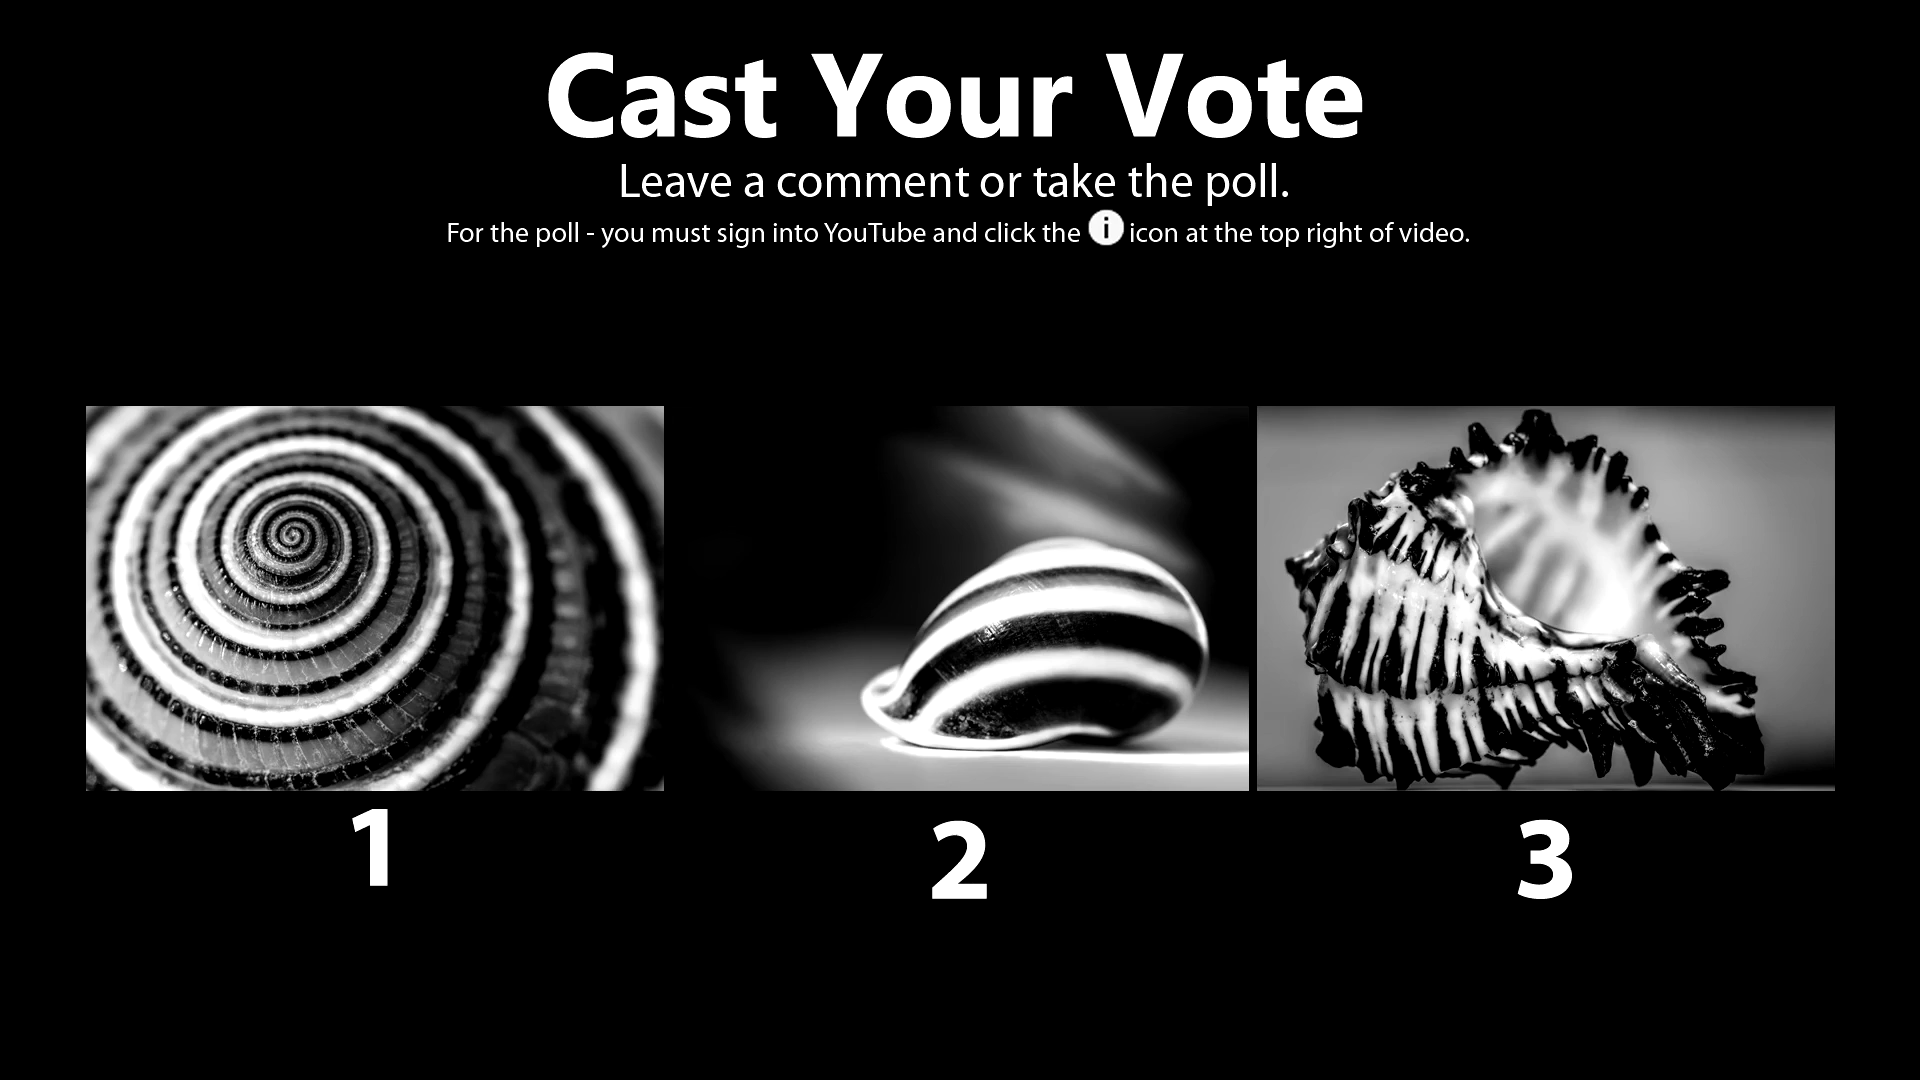 Cast Your Vote
Leave a comment or take the poll.
For the poll - you must sign into YouTube and click the i icon at the top right of video.
1
2
3